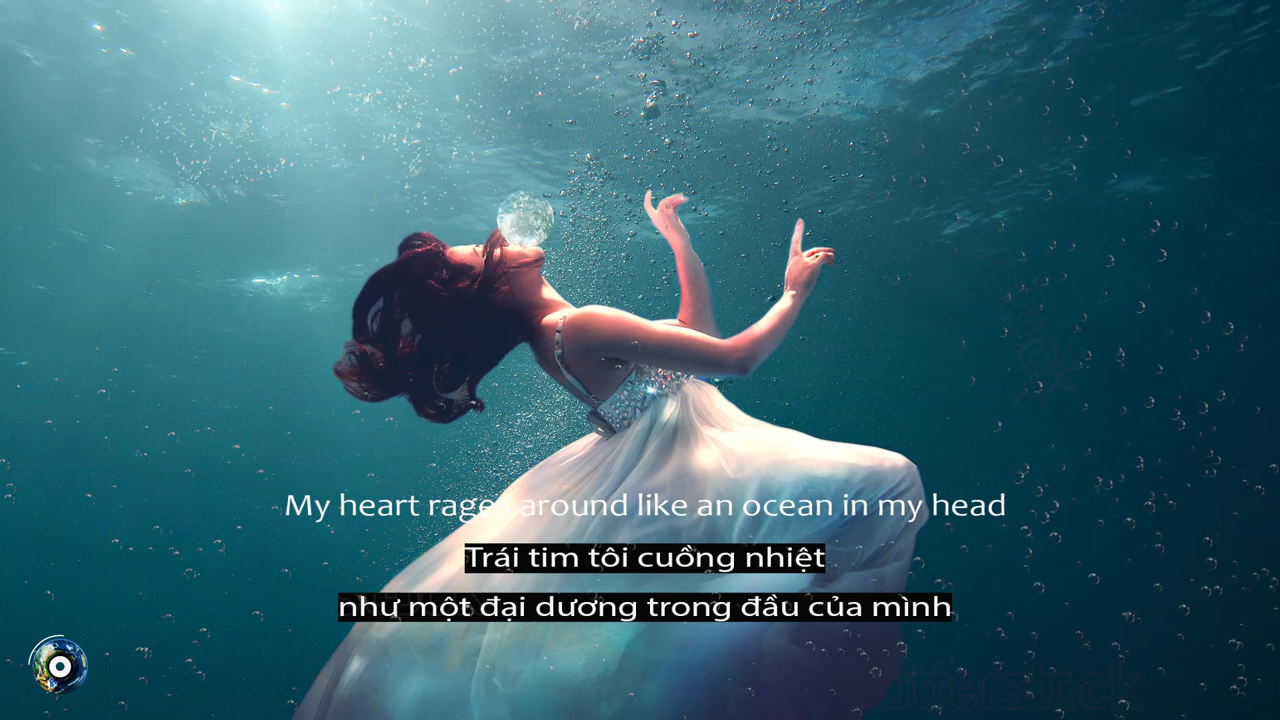 My heart rages around like an ocean in my head
Trái tim tôi cuồng nhiệt
như một đại dương trong đầu của mình